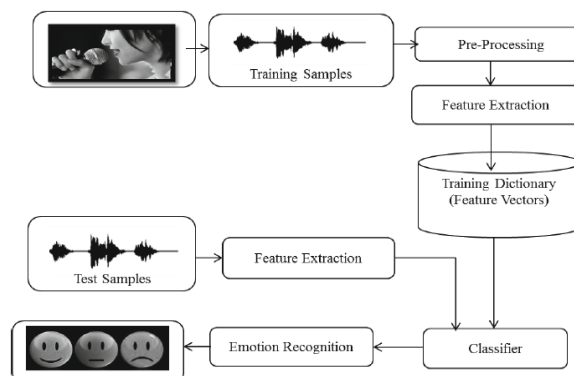 Training Samples
Pre-Processing
Feature Extraction
Training Dictionary
(Feature Vectors)
Test Samples
Feature Extraction
Emotion Recognition
Classifier